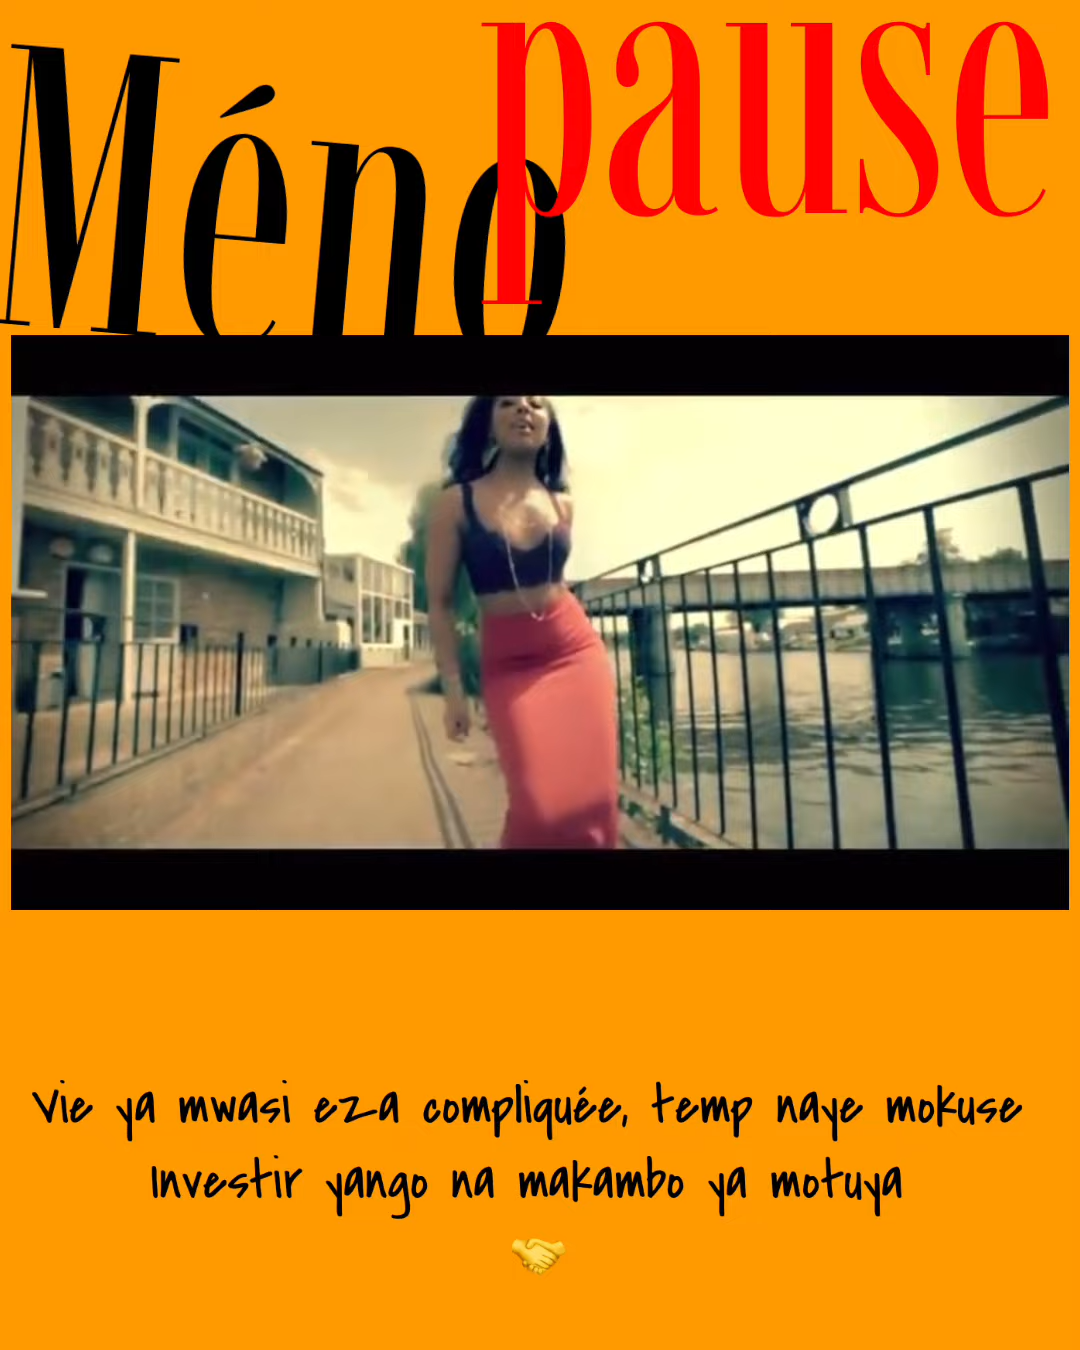 Méno
pause
Vie ya mwasi eza compliquée, temp naye mokuse
Investir yango na makambo ya motuya
🤝